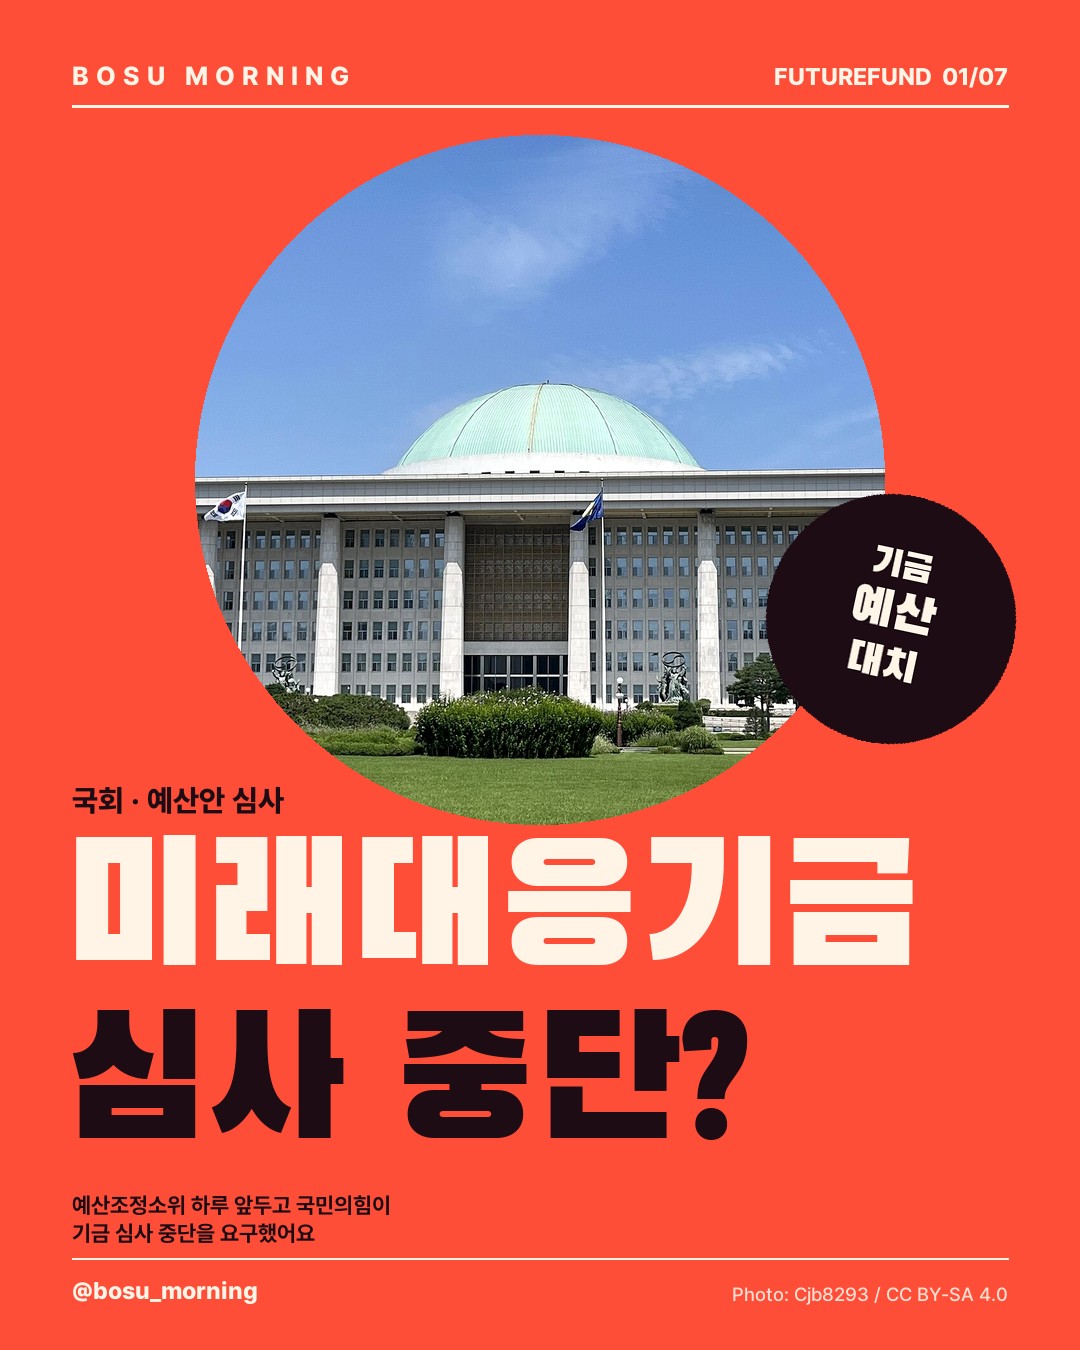 BOSU MORNING
FUTUREFUND 01/07
기금
예산
대치
국회 · 예산안 심사
미래대응기금
심사 중단?
예산조정소위 하루 앞두고 국민의힘이
기금 심사 중단을 요구했어요
@bosu_morning
Photo: Cjb8293 / CC BY-SA 4.0